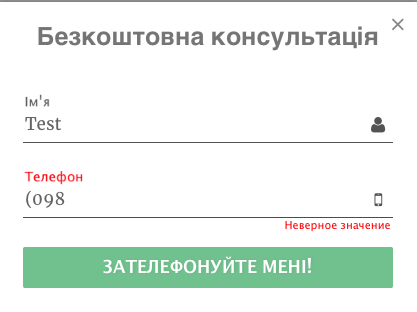 Безкоштовна консультація
Ім'я
Test
Телефон
(098
Неверное значение
ЗАТЕЛЕФОНУЙТЕ МЕНІ!